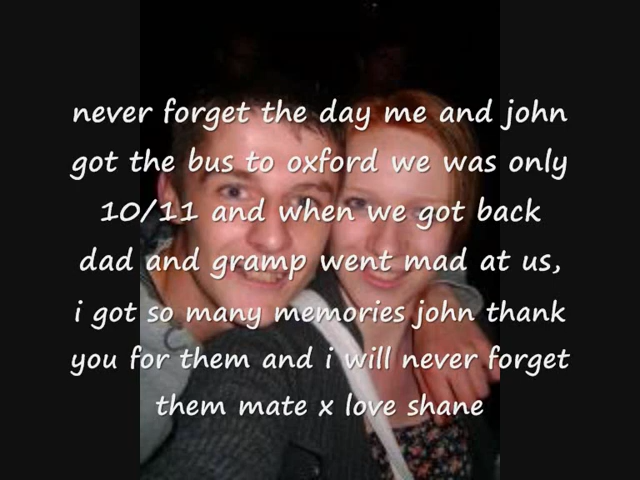 never forget the day me and john
got the bus to oxford we was only
10/11 and when we got back
dad and gramp went mad at us,
i got so many memories john thank
you for them and i will never forget
them mate x love shane